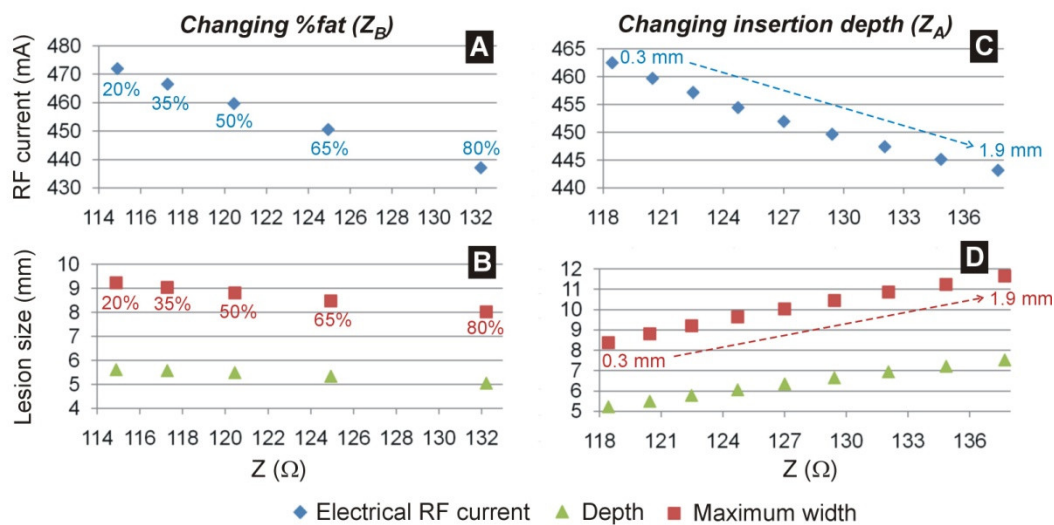 Changing %fat (Z_B)
A
RF current (mA)
480
470
460
450
440
430
20%
35%
50%
65%
80%
114 116 118 120 122 124 126 128 130 132
Changing insertion depth (Z_A)
C
465
460
455
450
445
440
0.3 mm
1.9 mm
118 121 124 127 130 133 136
B
Lesion size (mm)
10
9
8
7
6
5
4
20%
35%
50%
65%
80%
114 116 118 120 122 124 126 128 130 132
Z (Ω)
D
12
11
10
9
8
7
6
5
0.3 mm
1.9 mm
118 121 124 127 130 133 136
Z (Ω)
Electrical RF current Depth Maximum width